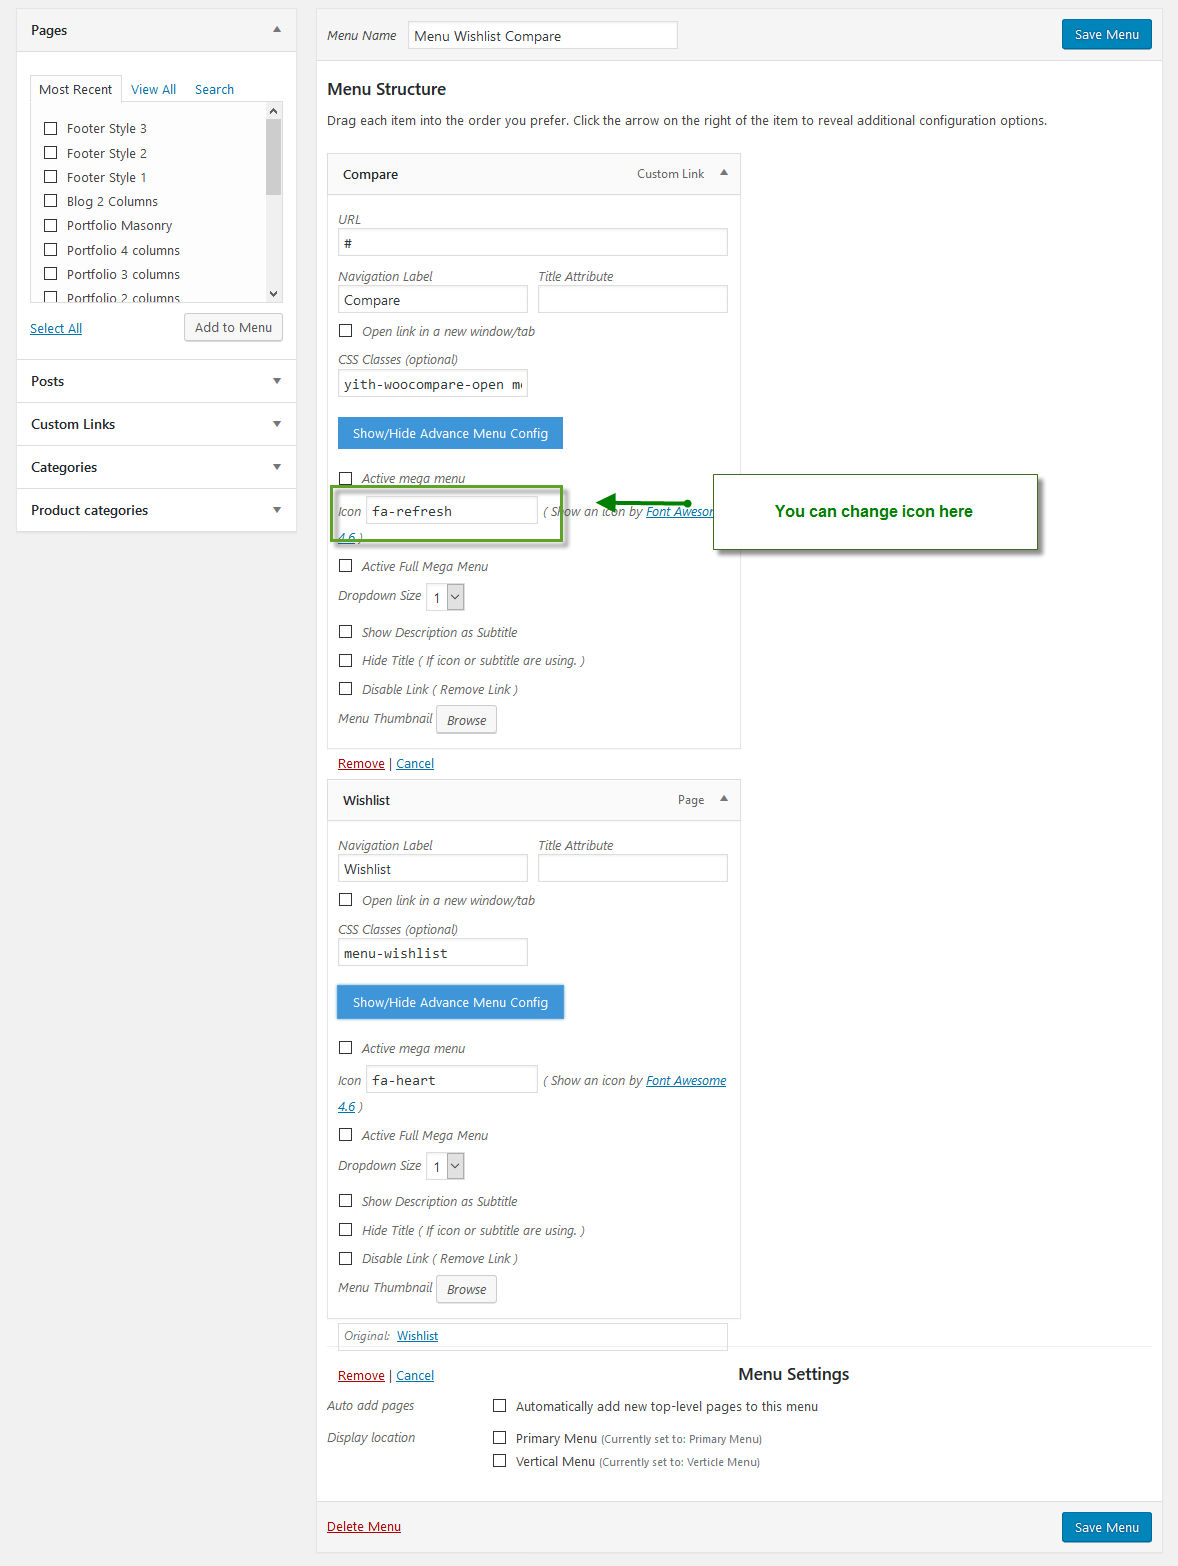 Pages
Most Recent View All Search
Footer Style 3
Footer Style 2
Footer Style 1
Blog 2 Columns
Portfolio Masonry
Portfolio 4 columns
Portfolio 3 columns
Portfolio 2 columns
Select All Add to Menu
Posts
Custom Links
Categories
Product categories
Menu Name Menu Wishlist Compare Save Menu
Menu Structure
Drag each item into the order you prefer. Click the arrow on the right of the item to reveal additional configuration options.
Compare Custom Link
URL
#
Navigation Label Title Attribute
Compare
Open link in a new window/tab
CSS Classes (optional)
yith-woocompare-open m
Show/Hide Advance Menu Config
Active mega menu
Icon fa-refresh ( Show an icon by Font Awesom
4.6 )
You can change icon here
Active Full Mega Menu
Dropdown Size 1
Show Description as Subtitle
Hide Title ( If icon or subtitle are using. )
Disable Link ( Remove Link )
Menu Thumbnail Browse
Remove | Cancel
Wishlist Page
Navigation Label Title Attribute
Wishlist
Open link in a new window/tab
CSS Classes (optional)
menu-wishlist
Show/Hide Advance Menu Config
Active mega menu
Icon fa-heart ( Show an icon by Font Awesome
4.6 )
Active Full Mega Menu
Dropdown Size 1
Show Description as Subtitle
Hide Title ( If icon or subtitle are using. )
Disable Link ( Remove Link )
Menu Thumbnail Browse
Original: Wishlist
Remove | Cancel
Menu Settings
Auto add pages Automatically add new top-level pages to this menu
Display location Primary Menu (Currently set to: Primary Menu)
Vertical Menu (Currently set to: Verticle Menu)
Delete Menu Save Menu